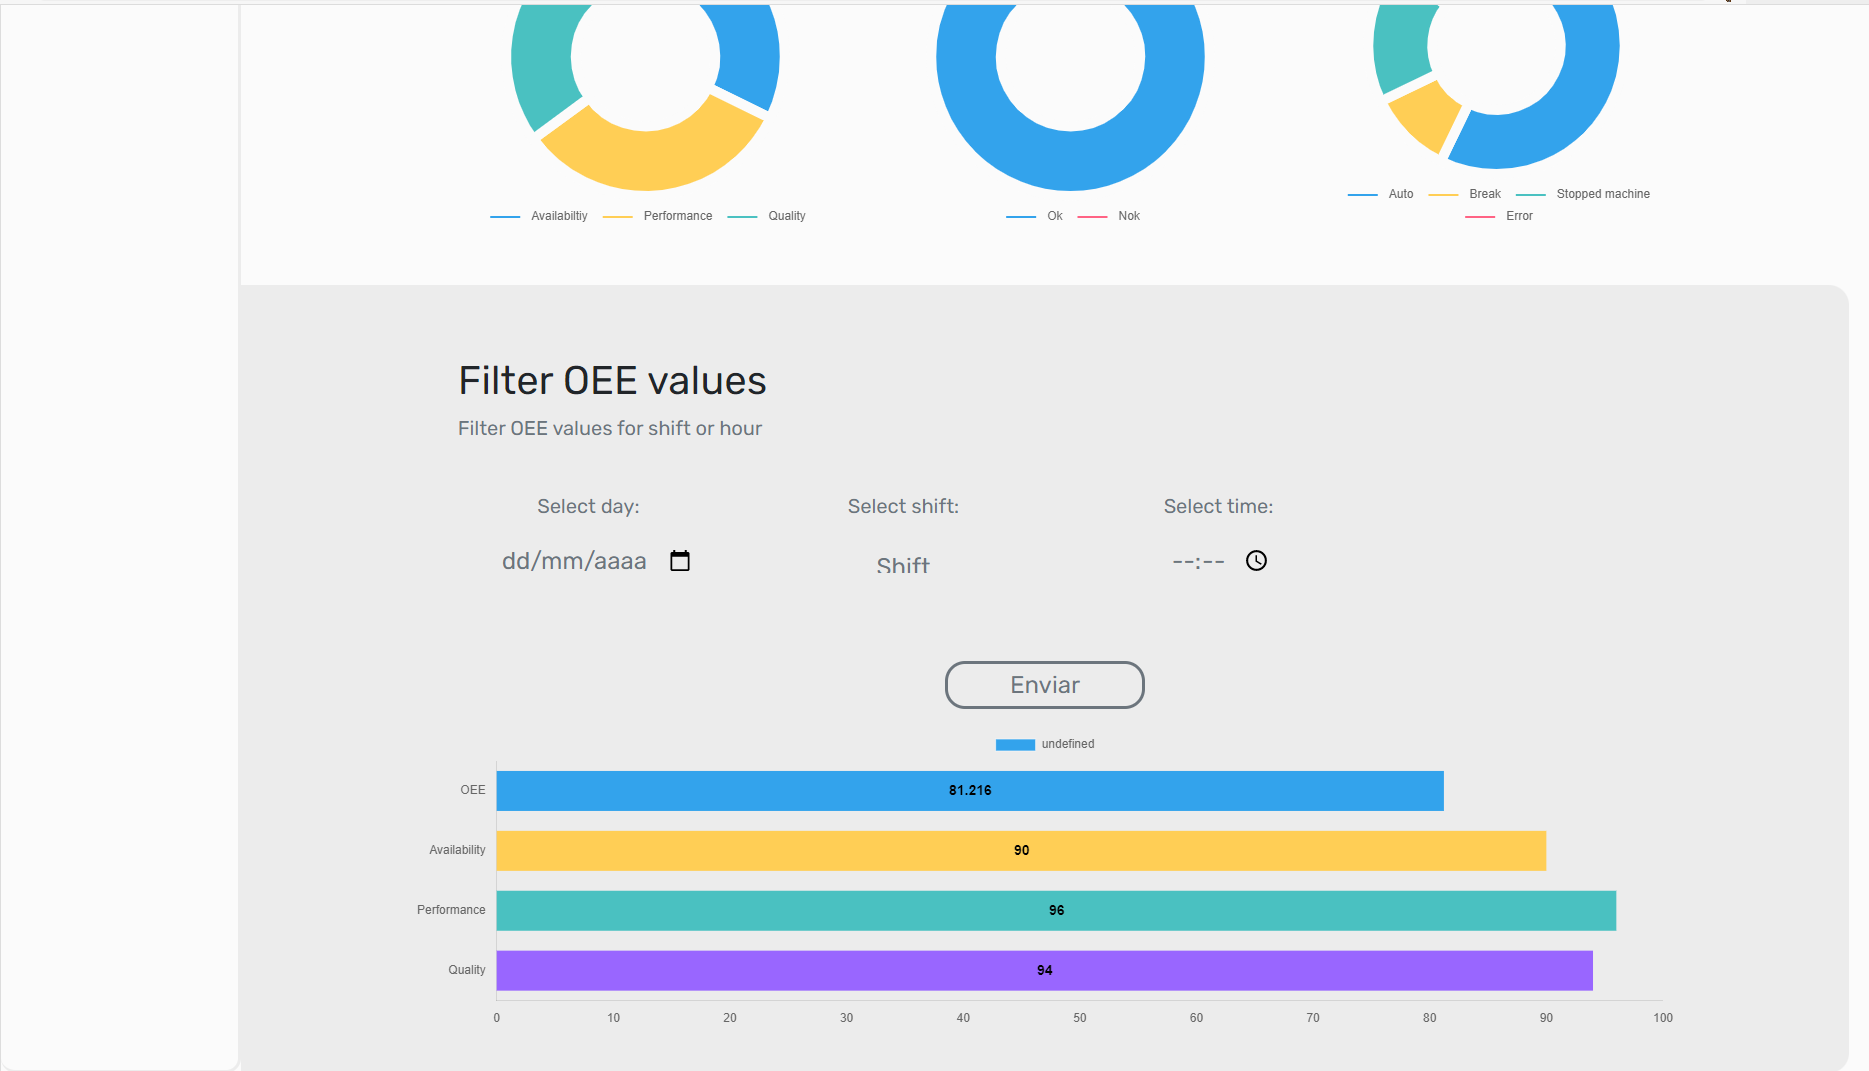 Availabiltiy Performance Quality
Ok Nok
Auto Break Stopped machine
Error
Filter OEE values
Filter OEE values for shift or hour
Select day: Select shift: Select time:
dd/mm/aaaa Shift --:--
Enviar
undefined
OEE 81.216
Availability 90
Performance 96
Quality 94
0 10 20 30 40 50 60 70 80 90 100